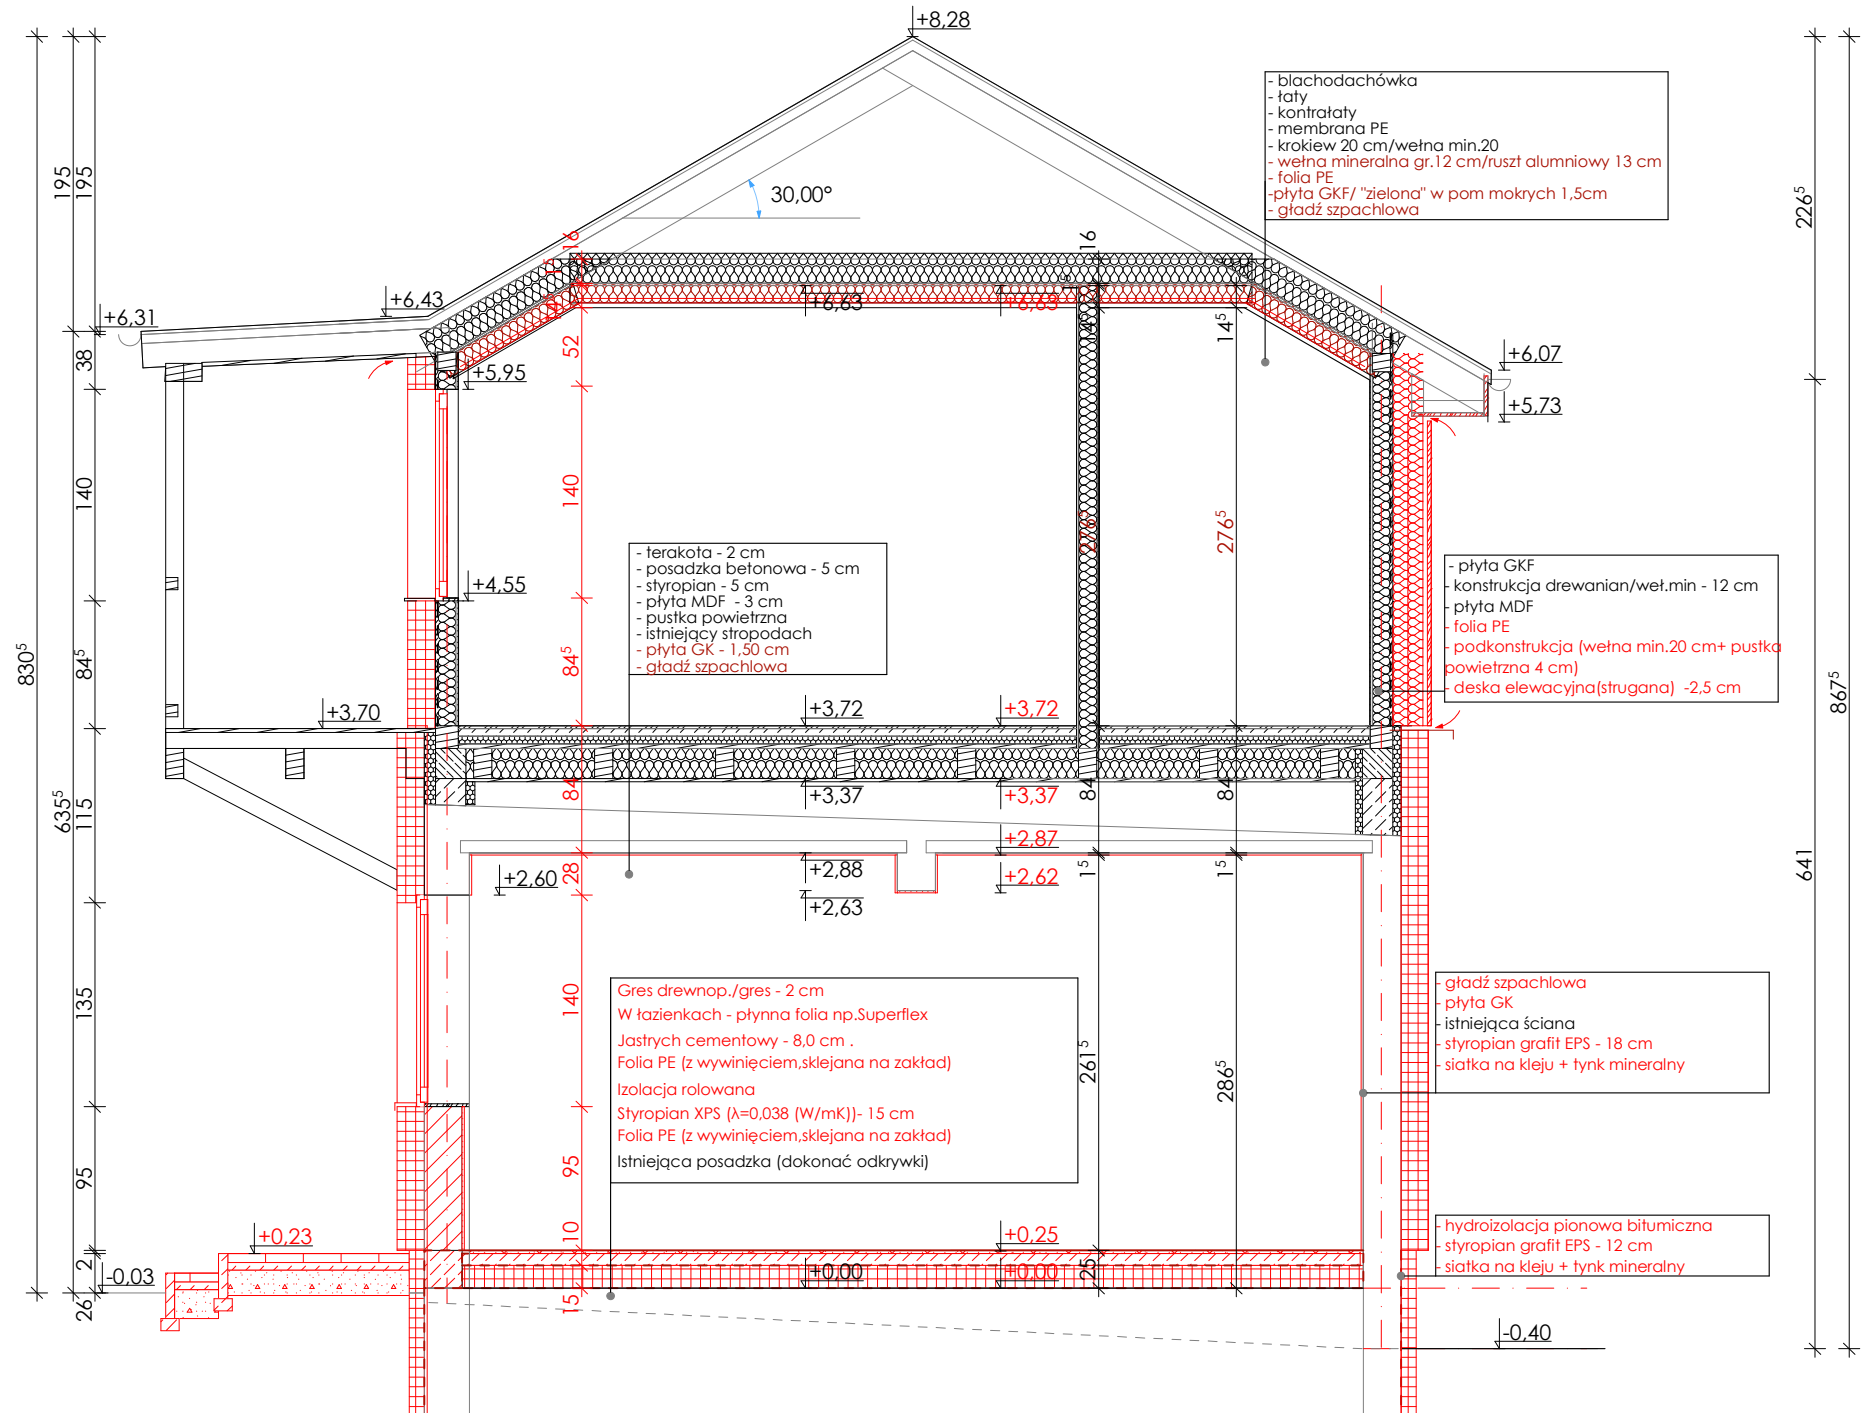 +8,28
- blachodachówka
- łaty
- kontrałaty
- membrana PE
- krokiew 20 cm/wełna min.20
- wełna mineralna gr.12 cm/ruszt alumniowy 13 cm
- folia PE
-płyta GKF/ "zielona" w pom mokrych 1,5cm
- gładź szpachlowa
30,00°
195
195
226⁵
16
16
+6,43
+6,31
+6,63
+6,63
38
52
14⁵
+5,95
+6,07
+5,73
140
140
276⁵
276⁵
- terakota - 2 cm
- posadzka betonowa - 5 cm
- styropian - 5 cm
- płyta MDF - 3 cm
- pustka powietrzna
- istniejący stropodach
- płyta GK - 1,50 cm
- gładź szpachlowa
- płyta GKF
- konstrukcja drewanian/weł.min - 12 cm
- płyta MDF
- folia PE
- podkonstrukcja (wełna min.20 cm+ pustka
powietrzna 4 cm)
- deska elewacyjna(strugana) -2,5 cm
+4,55
84⁵
84⁵
830⁵
867⁵
+3,70
+3,72
+3,72
84
84
84
+3,37
+3,37
635⁵
115
641
+2,87
+2,88
28
15
15
+2,60
+2,62
+2,63
135
140
261⁵
286⁵
Gres drewnop./gres - 2 cm
W łazienkach - płynna folia np.Superflex
Jastrych cementowy - 8,0 cm .
Folia PE (z wywinięciem,sklejana na zakład)
Izolacja rolowana
Styropian XPS (λ=0,038 (W/mK))- 15 cm
Folia PE (z wywinięciem,sklejana na zakład)
Istniejąca posadzka (dokonać odkrywki)
- gładź szpachlowa
- płyta GK
- istniejąca ściana
- styropian grafit EPS - 18 cm
- siatka na kleju + tynk mineralny
95
95
10
- hydroizolacja pionowa bitumiczna
- styropian grafit EPS - 12 cm
- siatka na kleju + tynk mineralny
+0,23
+0,25
2
-0,03
+0,00
+0,00
25
26
15
-0,40